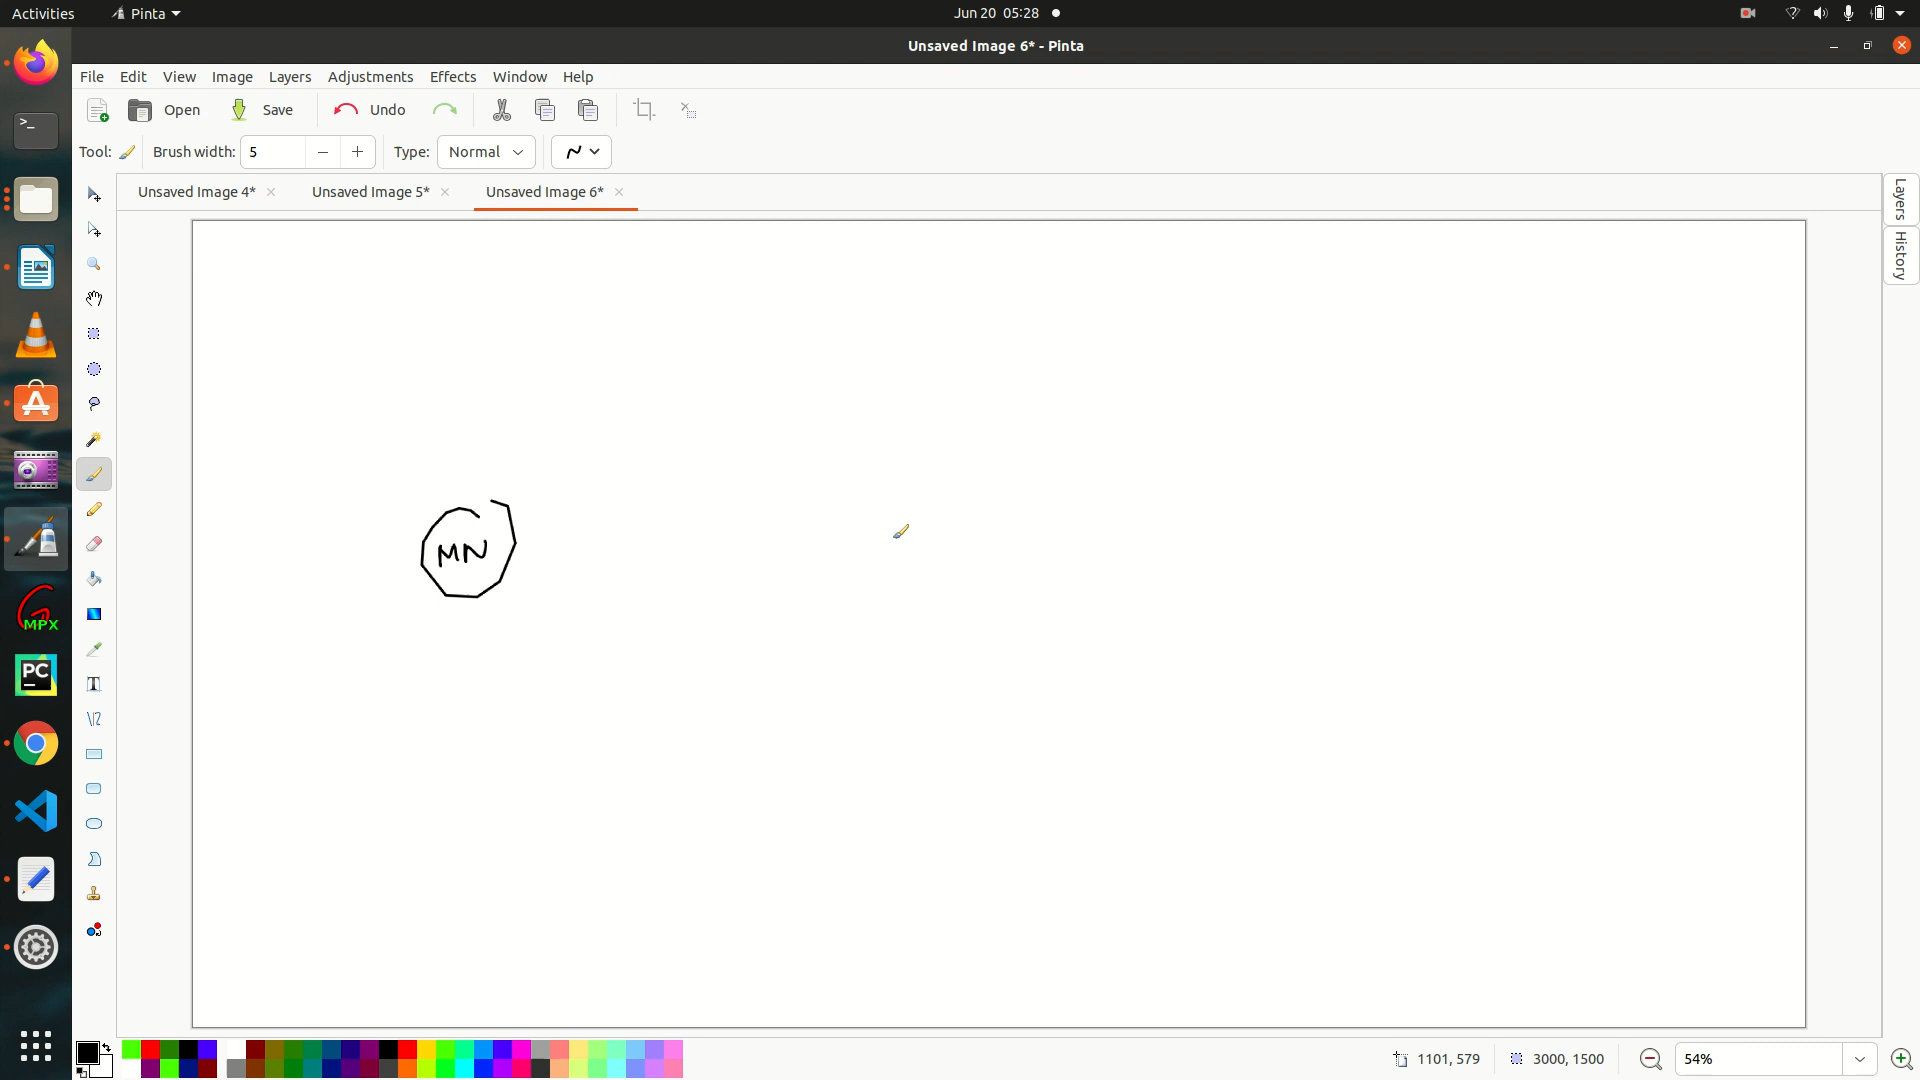 Activities Pinta Jun 20 05:28
Unsaved Image 6* - Pinta
File Edit View Image Layers Adjustments Effects Window Help
Open Save Undo
Tool: Brush width: 5 Type: Normal
Unsaved Image 4* Unsaved Image 5* Unsaved Image 6*
Layers
History
MN
MPX
PC
1101, 579 3000, 1500 54%